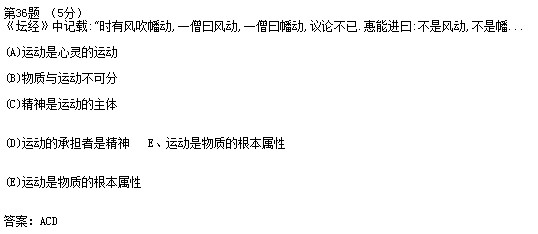 第36题 （5分）
《坛经》中记载:“时有风吹幡动,一僧曰风动,一僧曰幡动,议论不已.惠能进曰:不是风动,不是幡...
(A)运动是心灵的运动
(B)物质与运动不可分
(C)精神是运动的主体
(D)运动的承担者是精神 E、运动是物质的根本属性
(E)运动是物质的根本属性
答案: ACD